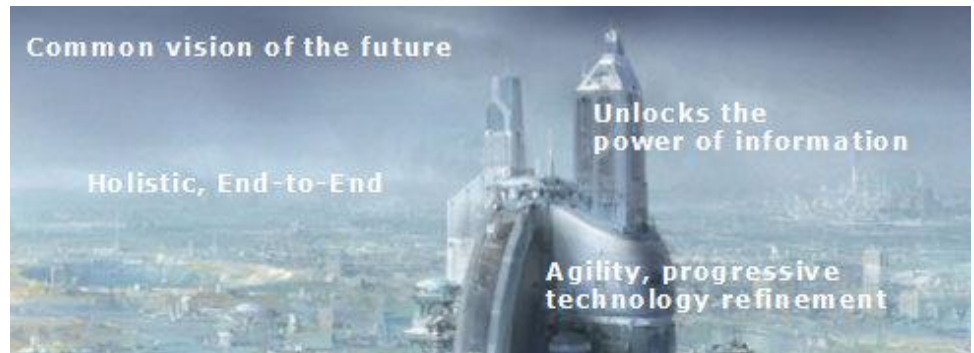 Common vision of the future
Unlocks the
power of information
Holistic, End-to-End
Agility, progressive
technology refinement